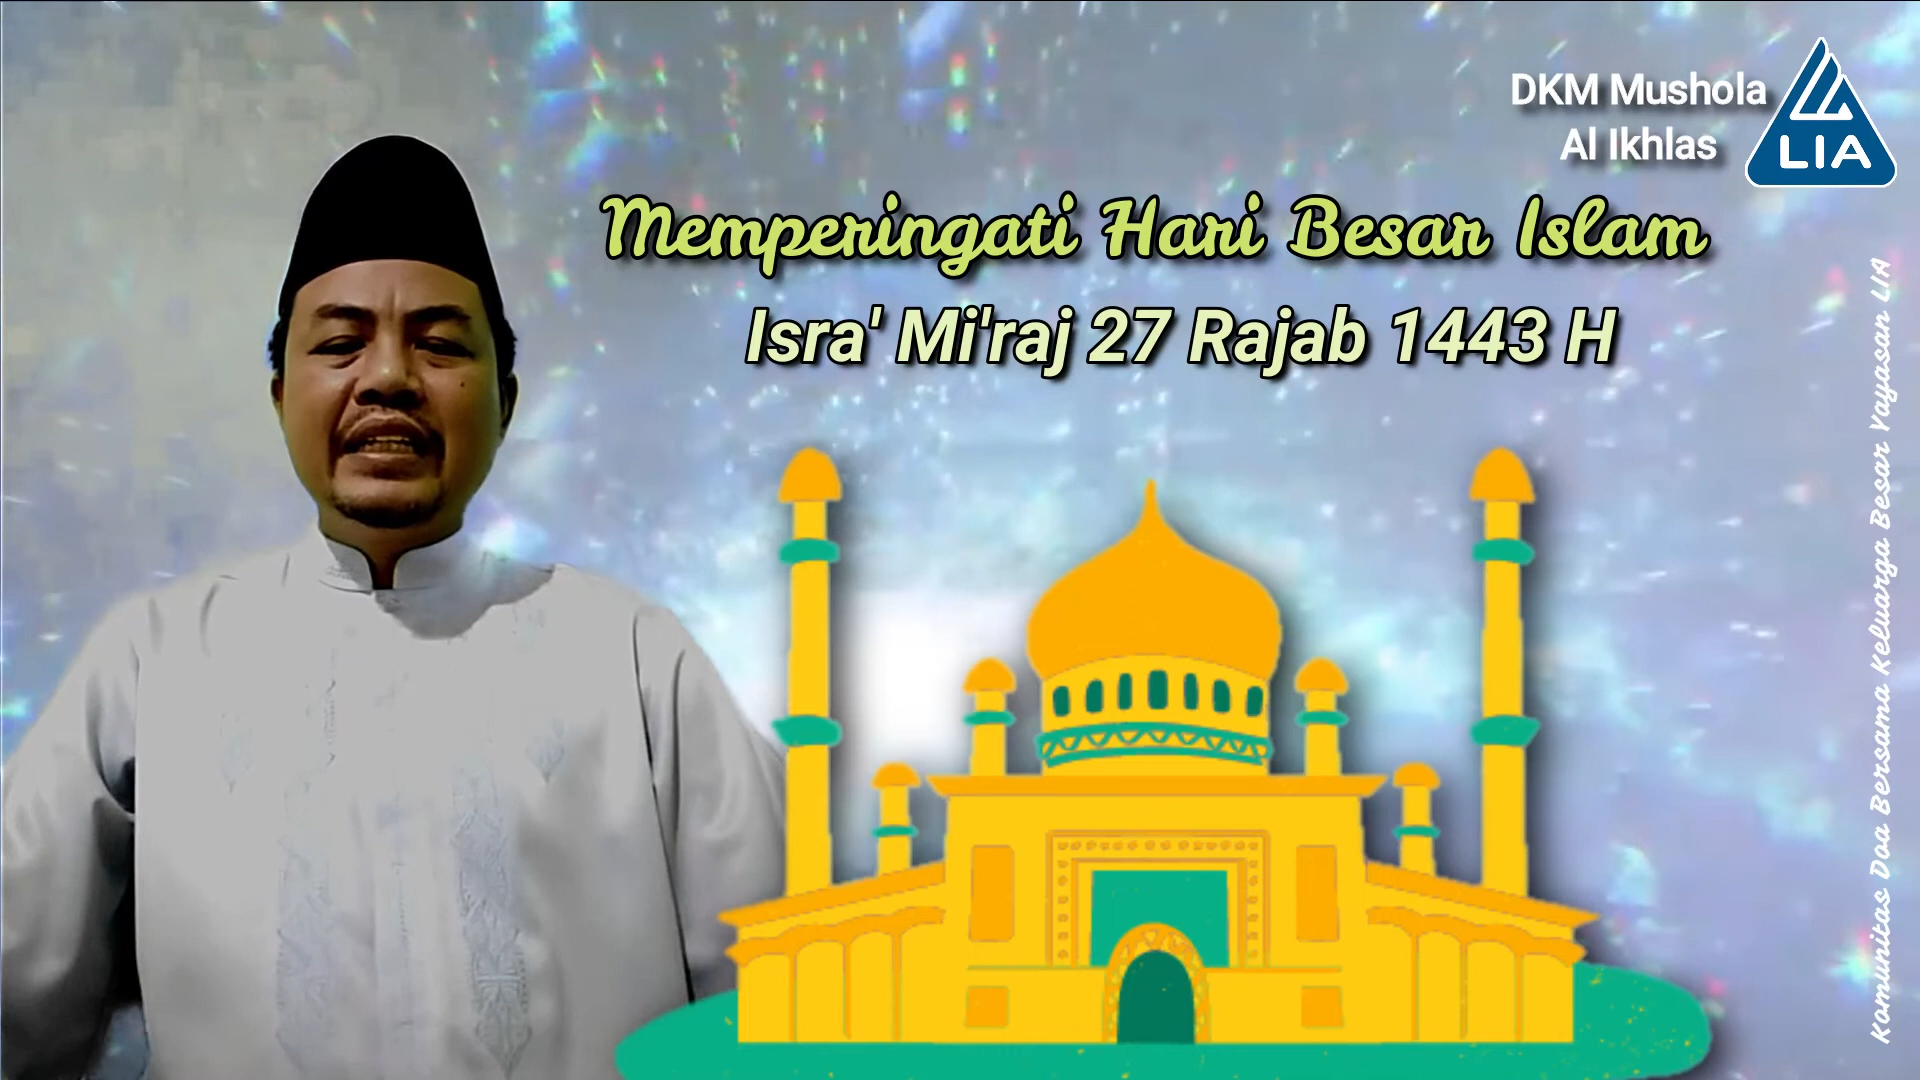 DKM Mushola
Al Ikhlas
LIA
Memperingati Hari Besar Islam
Isra' Mi'raj 27 Rajab 1443 H
Komunitas Doa Bersama Keluarga Besar Yayasan LIA